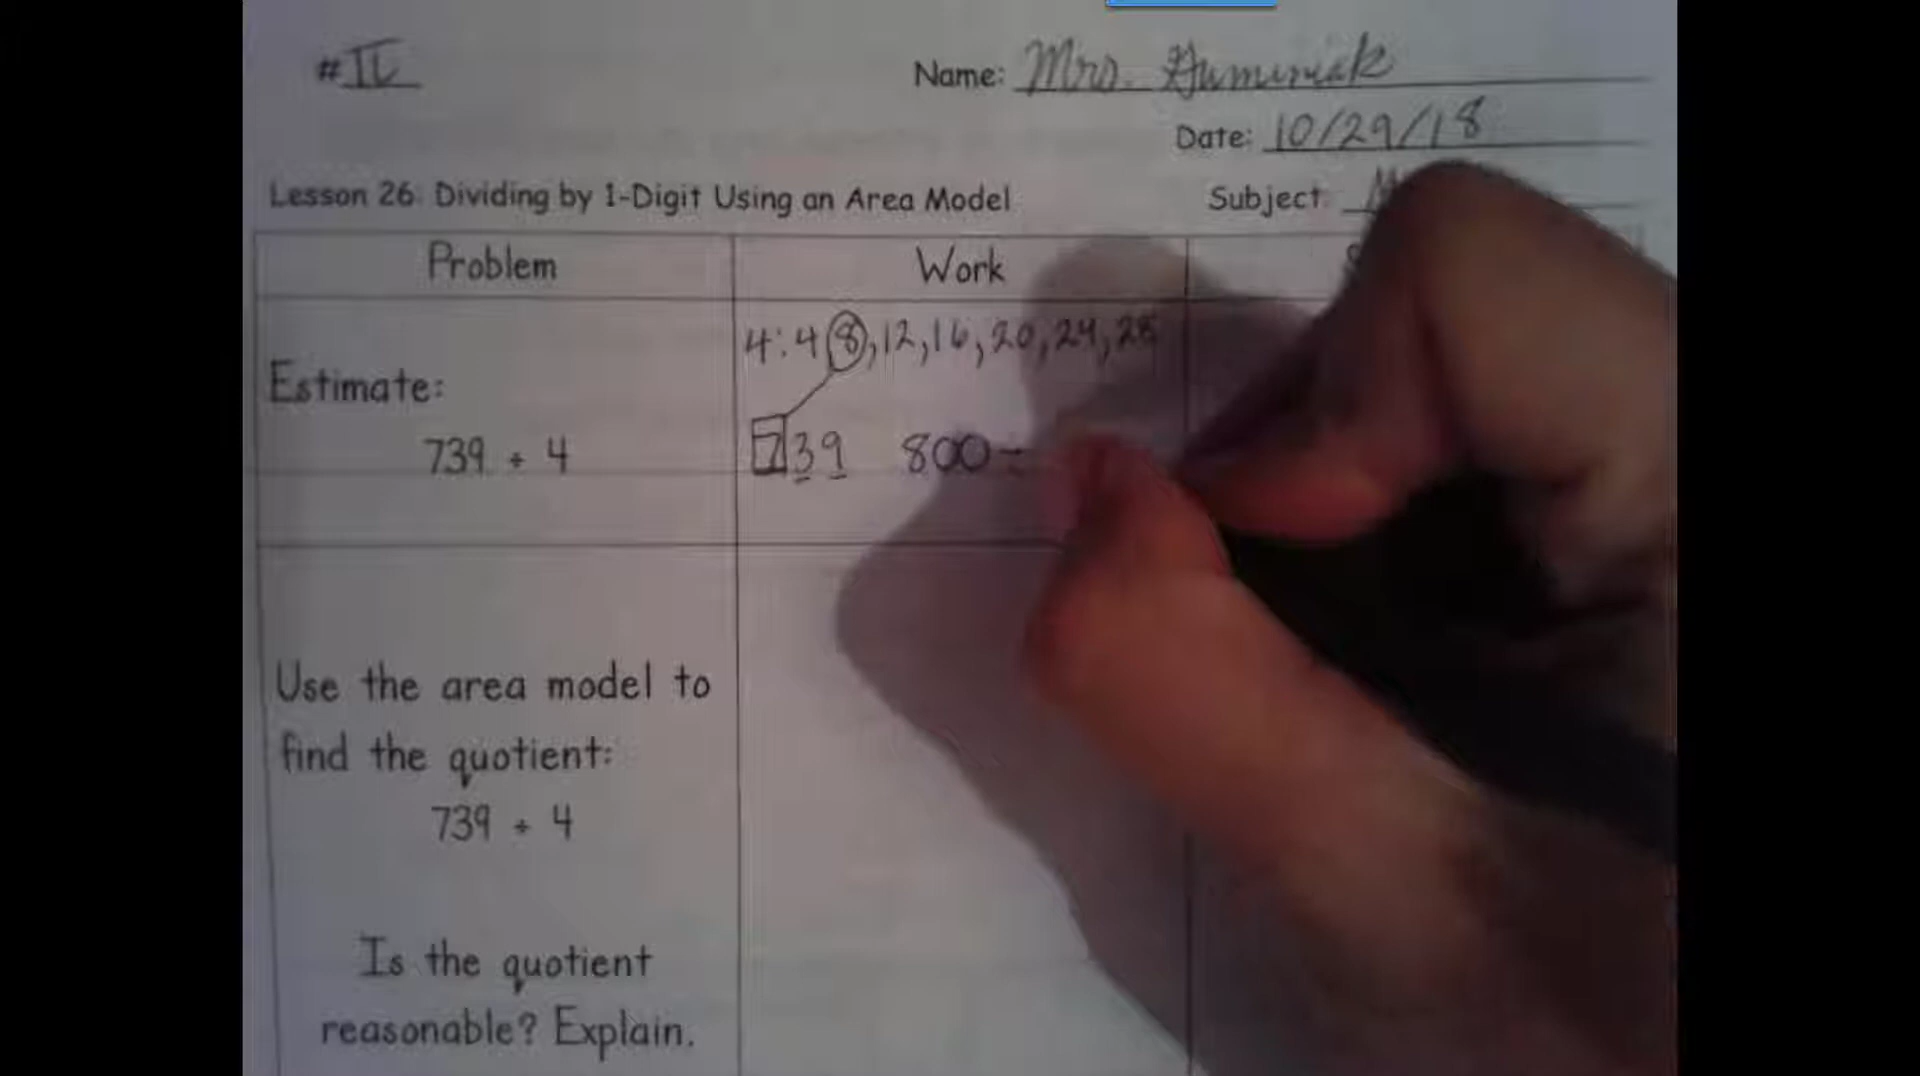 #IL
Name: Mrs. Guminiak
Date: 10/29/18
Lesson 26: Dividing by 1-Digit Using an Area Model
Subject:
Problem
Work
Estimate:
739 ÷ 4
4: 4 8, 12, 16, 20, 24, 28
739 800 ÷
Use the area model to
find the quotient:
739 ÷ 4
Is the quotient
reasonable? Explain.